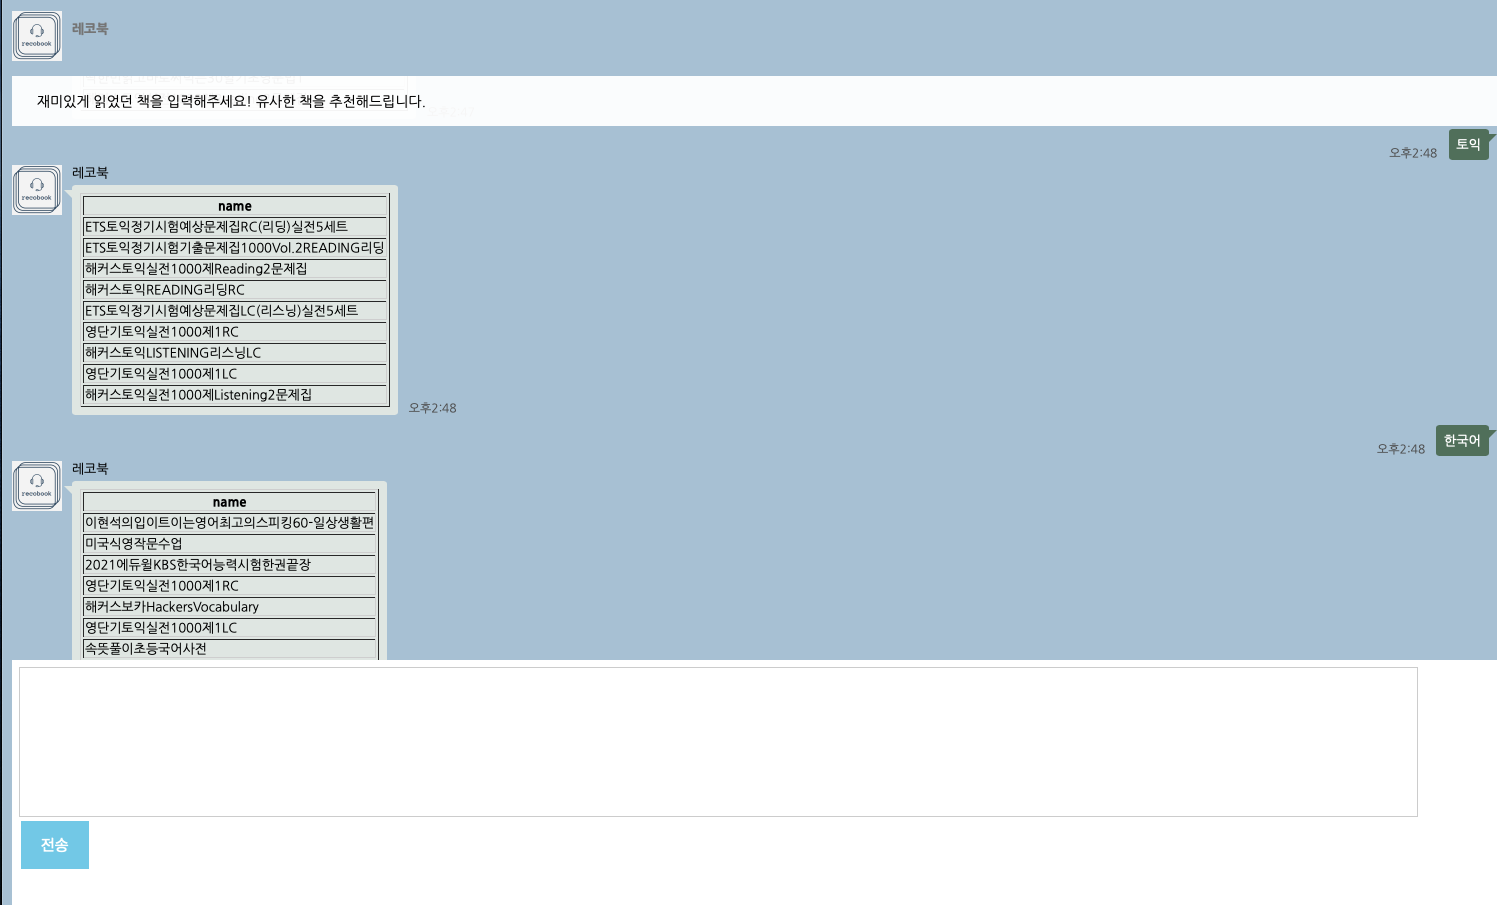 recobook
레코북
재미있게 읽었던 책을 입력해주세요! 유사한 책을 추천해드립니다.
오후2:47
오후2:48
토익
recobook
레코북
name
ETS토익정기시험예상문제집RC(리딩)실전5세트
ETS토익정기시험기출문제집1000Vol.2READING리딩
해커스토익실전1000제Reading2문제집
해커스토익READING리딩RC
ETS토익정기시험예상문제집LC(리스닝)실전5세트
영단기토익실전1000제1RC
해커스토익LISTENING리스닝LC
영단기토익실전1000제1LC
해커스토익실전1000제Listening2문제집
오후2:48
오후2:48
한국어
recobook
레코북
name
이현석의입이트이는영어최고의스피킹60-일상생활편
미국식영작문수업
2021에듀윌KBS한국어능력시험한권끝장
영단기토익실전1000제1RC
해커스보카HackersVocabulary
영단기토익실전1000제1LC
속뜻풀이초등국어사전
전송